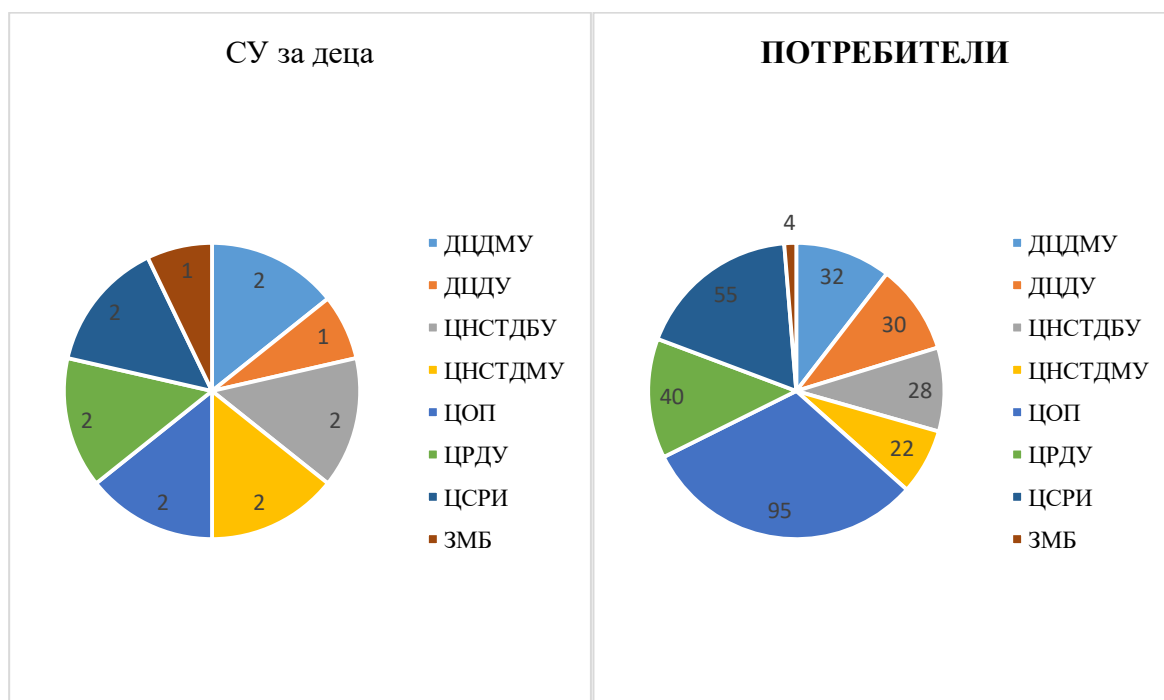 СУ за деца
2
1
2
2
2
2
2
1
ДЦДМУ
ДЦДУ
ЦНСТДБУ
ЦНСТДМУ
ЦОП
ЦРДУ
ЦСРИ
ЗМБ
ПОТРЕБИТЕЛИ
32
30
28
22
95
40
55
4
ДЦДМУ
ДЦДУ
ЦНСТДБУ
ЦНСТДМУ
ЦОП
ЦРДУ
ЦСРИ
ЗМБ